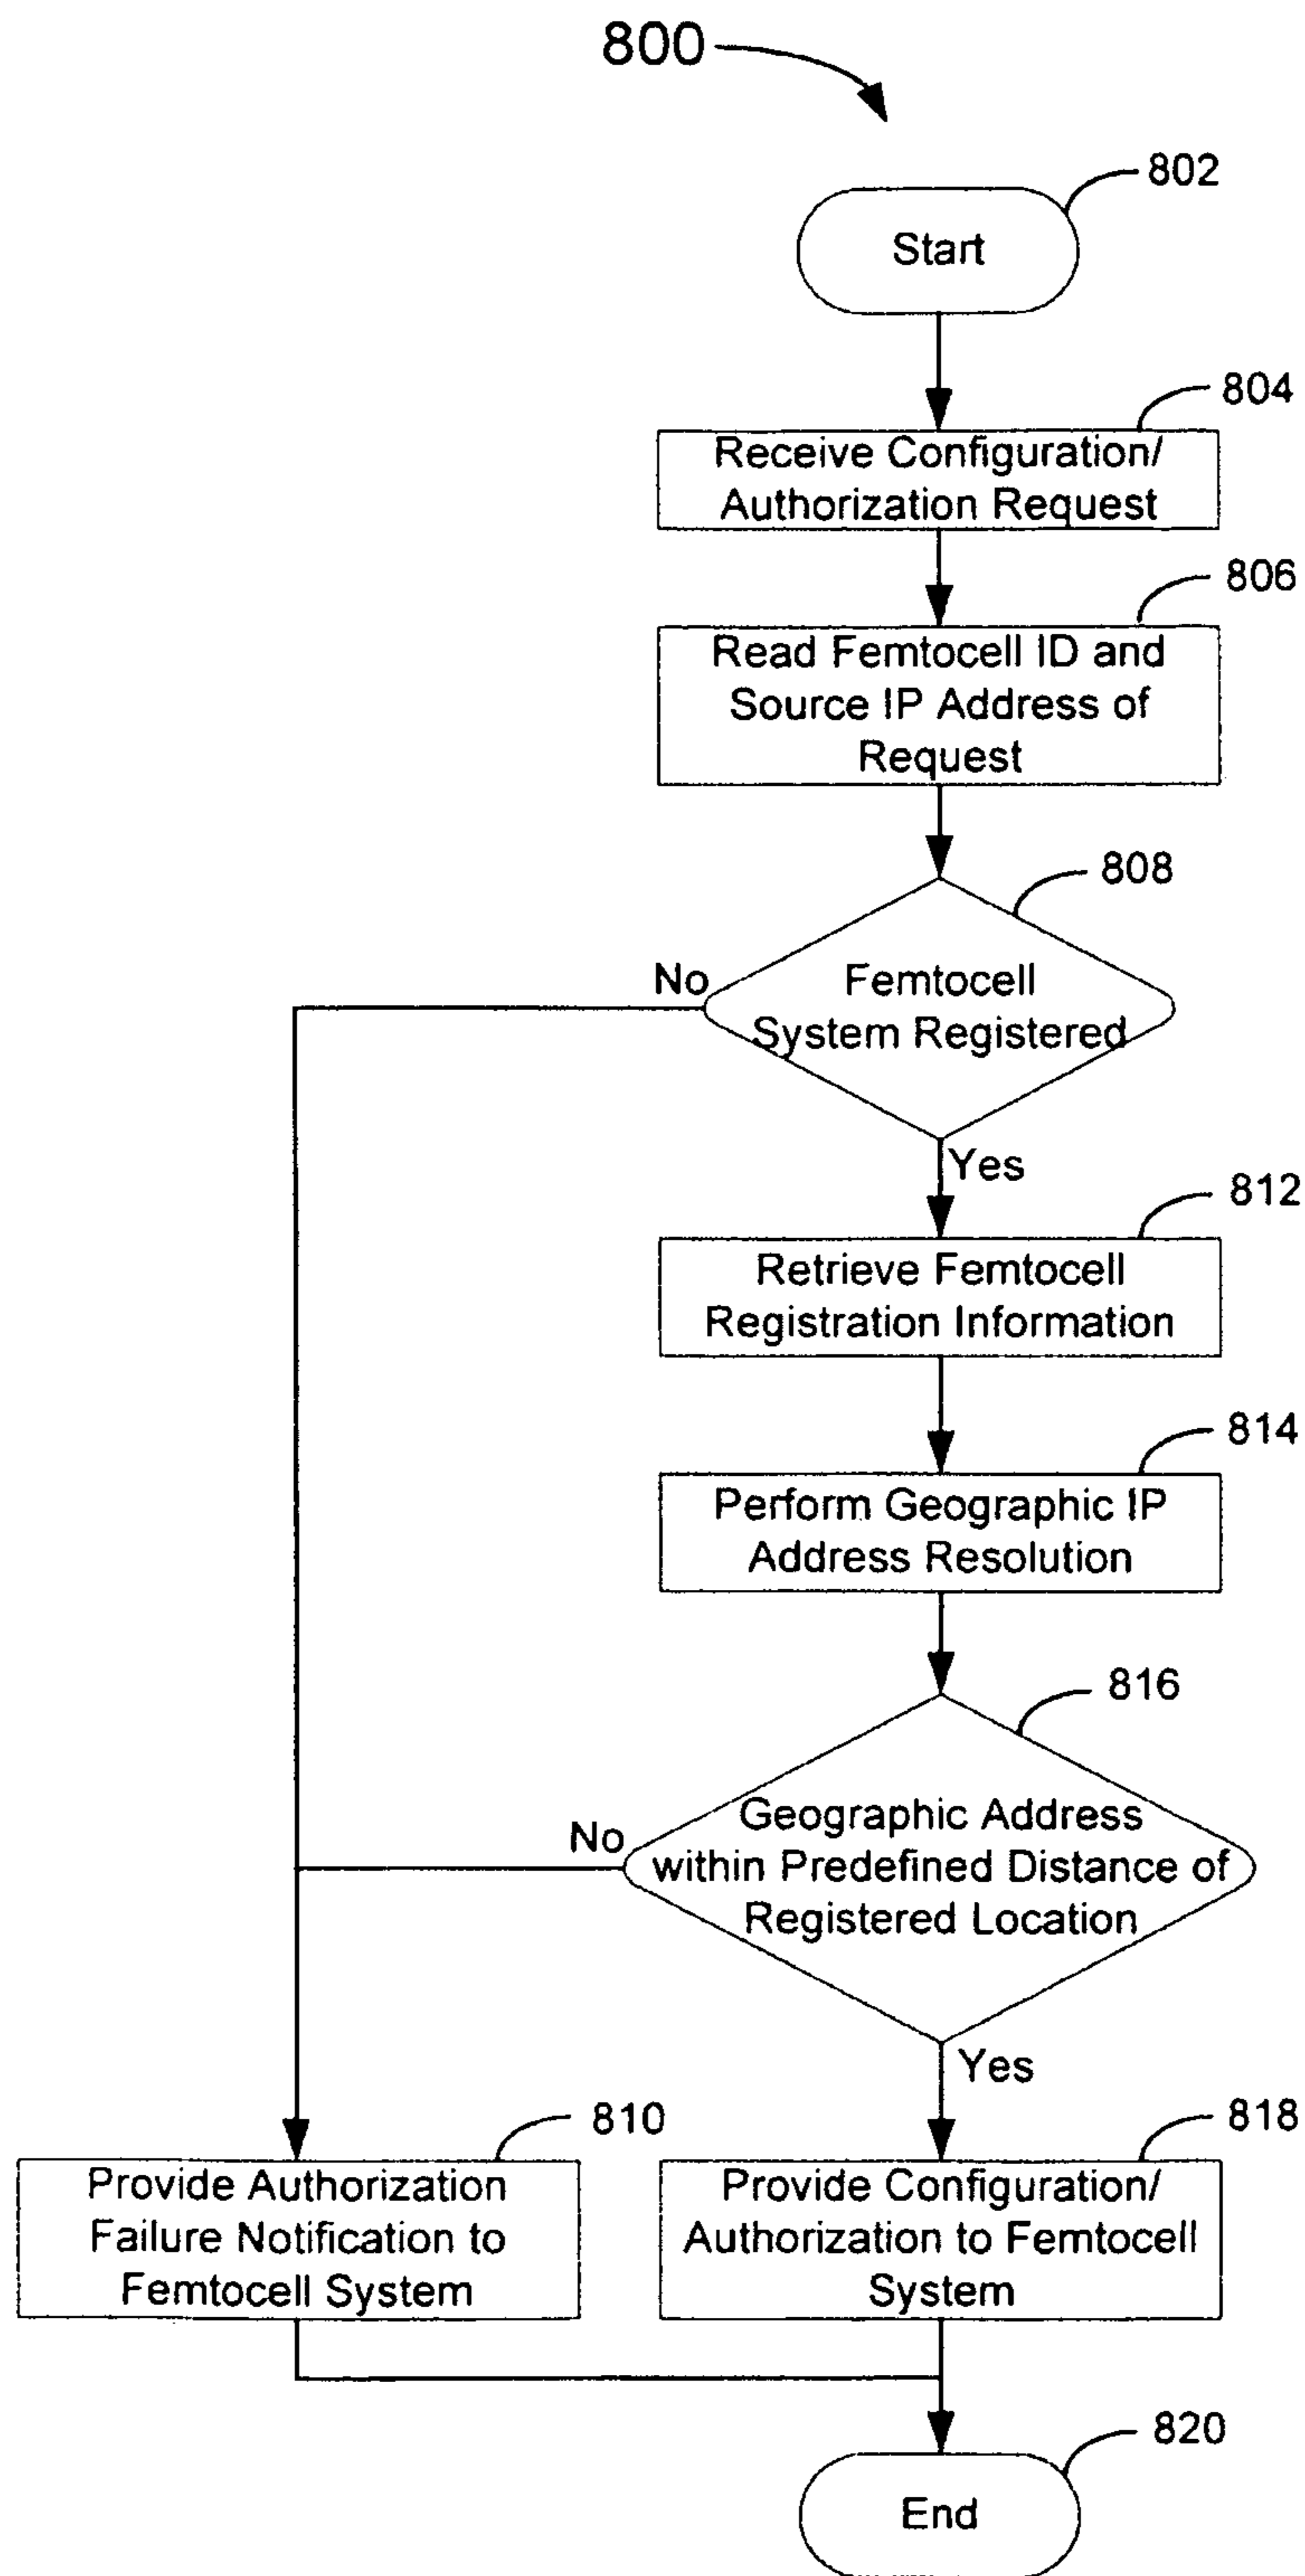 800
802
Start
804
Receive Configuration/
Authorization Request
806
Read Femtocell ID and
Source IP Address of
Request
808
No
Femtocell
System Registered
Yes
812
Retrieve Femtocell
Registration Information
814
Perform Geographic IP
Address Resolution
816
No
Geographic Address
within Predefined Distance of
Registered Location
Yes
810
Provide Authorization
Failure Notification to
Femtocell System
818
Provide Configuration/
Authorization to Femtocell
System
820
End